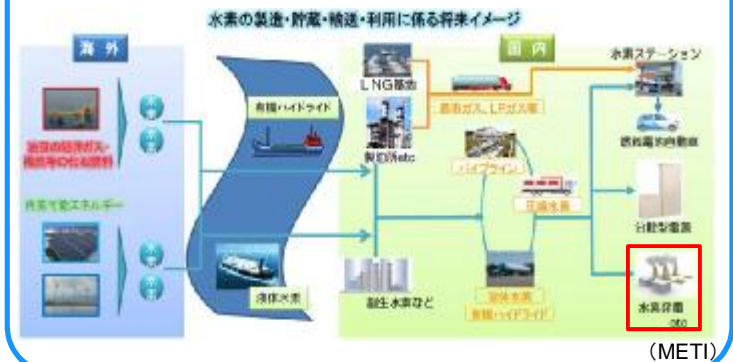 水素の製造・貯蔵・輸送・利用に係る将来イメージ
海外
国内
水素ステーション
LNG基地
有機ハイドライド
都市ガス、LPガス等
製油所etc
燃料電池自動車
パイプライン
再生可能エネルギー
圧縮水素
分散型電源
液体水素
副生水素など
液体水素
有機ハイドライド
水素発電
etc
(METI)